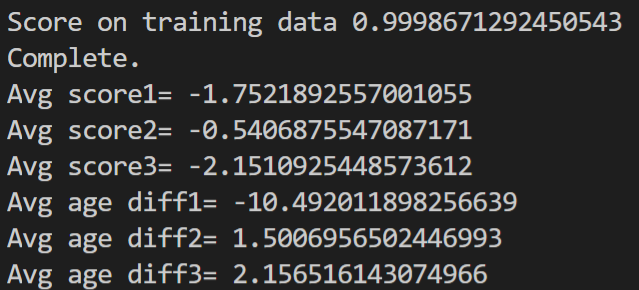 Score on training data 0.9998671292450543
Complete.
Avg score1= -1.7521892557001055
Avg score2= -0.5406875547087171
Avg score3= -2.1510925448573612
Avg age diff1= -10.492011898256639
Avg age diff2= 1.5006956502446993
Avg age diff3= 2.156516143074966